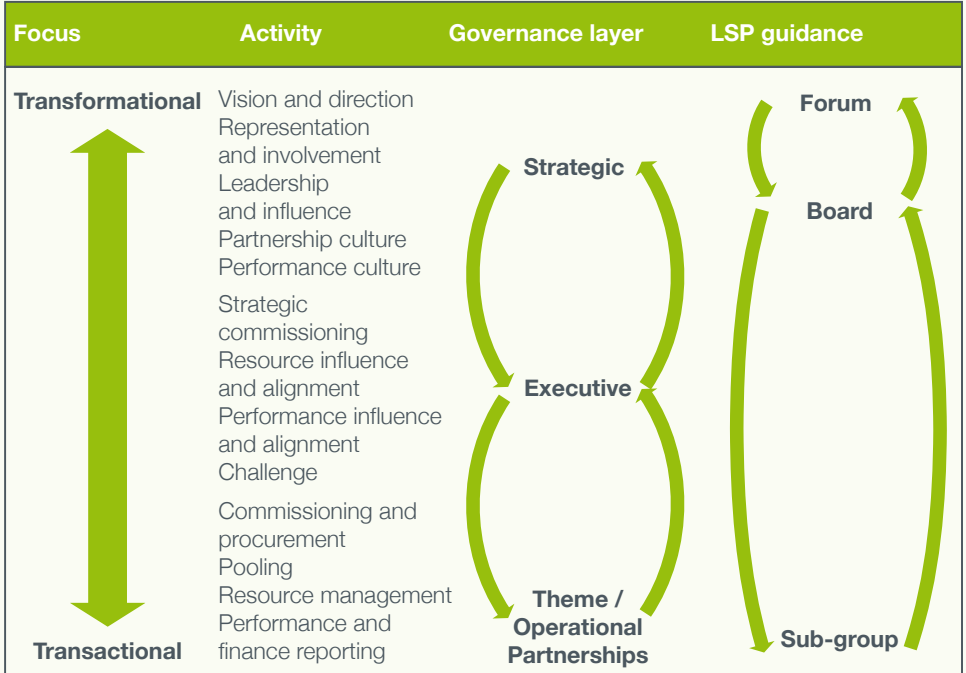 Focus Activity Governance layer LSP guidance
Transformational
Vision and direction
Representation
and involvement
Leadership
and influence
Partnership culture
Performance culture
Strategic
commissioning
Resource influence
and alignment
Performance influence
and alignment
Challenge
Commissioning and
procurement
Pooling
Resource management
Performance and
finance reporting
Transactional
Strategic
Executive
Theme /
Operational
Partnerships
Forum
Board
Sub-group